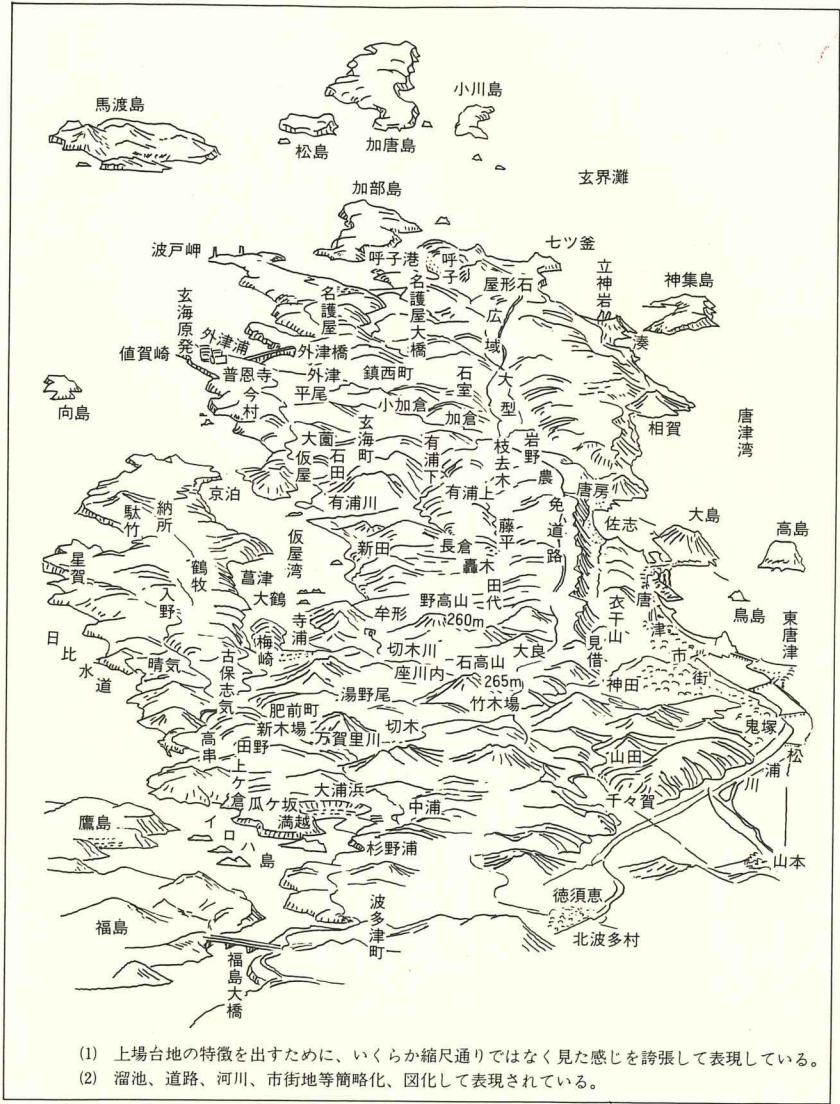 馬渡島
松島
加唐島
小川島
玄界灘
加部島
波戸岬
呼子港
呼子
七ツ釜
屋形石
立神岩
神集島
湊
玄海原発
外津浦
値賀崎
名護屋
名護屋大橋
広域大型農免道路
外津橋
普恩寺
今村
外津
平尾
鎮西町
石室
小加倉
加倉
向島
相賀
唐津湾
大薗
仮屋
石田
玄海町
有浦下
枝去木
岩野
京泊
有浦川
有浦上
唐房
佐志
大島
高島
駄竹
納所
仮屋湾
新田
長倉
藤平
轟木
星賀
鶴牧
菖津
大鶴
入野
寺浦
牟形
野高山
260m
田代
衣干山
唐津市街
鳥島
東唐津
日比水道
晴気
古保志気
梅崎
切木川
座川内
石高山
265m
大良
見借
神田
湯野尾
竹木場
肥前町
新木場
万賀里川
切木
鬼塚
高串
田野
上ケ倉
山田
松浦川
大浦浜
瓜ケ坂
満越
中浦
千々賀
鷹島
イロハ島
杉野浦
山本
福島
波多津町
徳須恵
北波多村
福島大橋
(1) 上場台地の特徴を出すために、いくらか縮尺通りではなく見た感じを誇張して表現している。
(2) 溜池、道路、河川、市街地等簡略化、図化して表現されている。